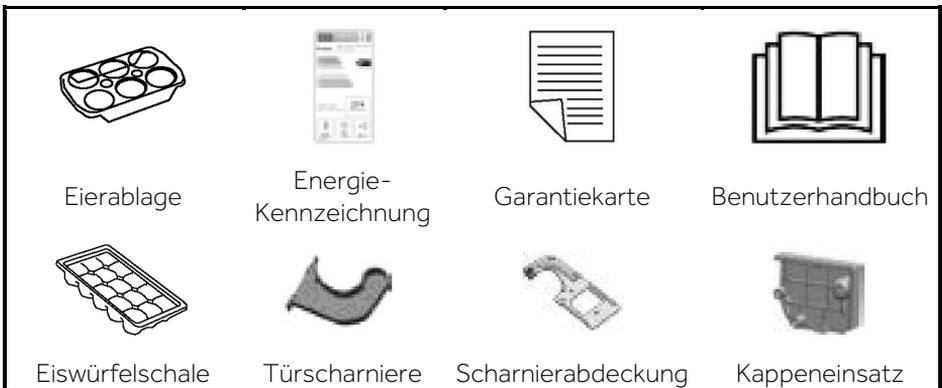 Eierablage
Energie-
Kennzeichnung
Garantiekarte
Benutzerhandbuch
Eiswürfelschale
Türscharniere
Scharnierabdeckung
Kappeneinsatz